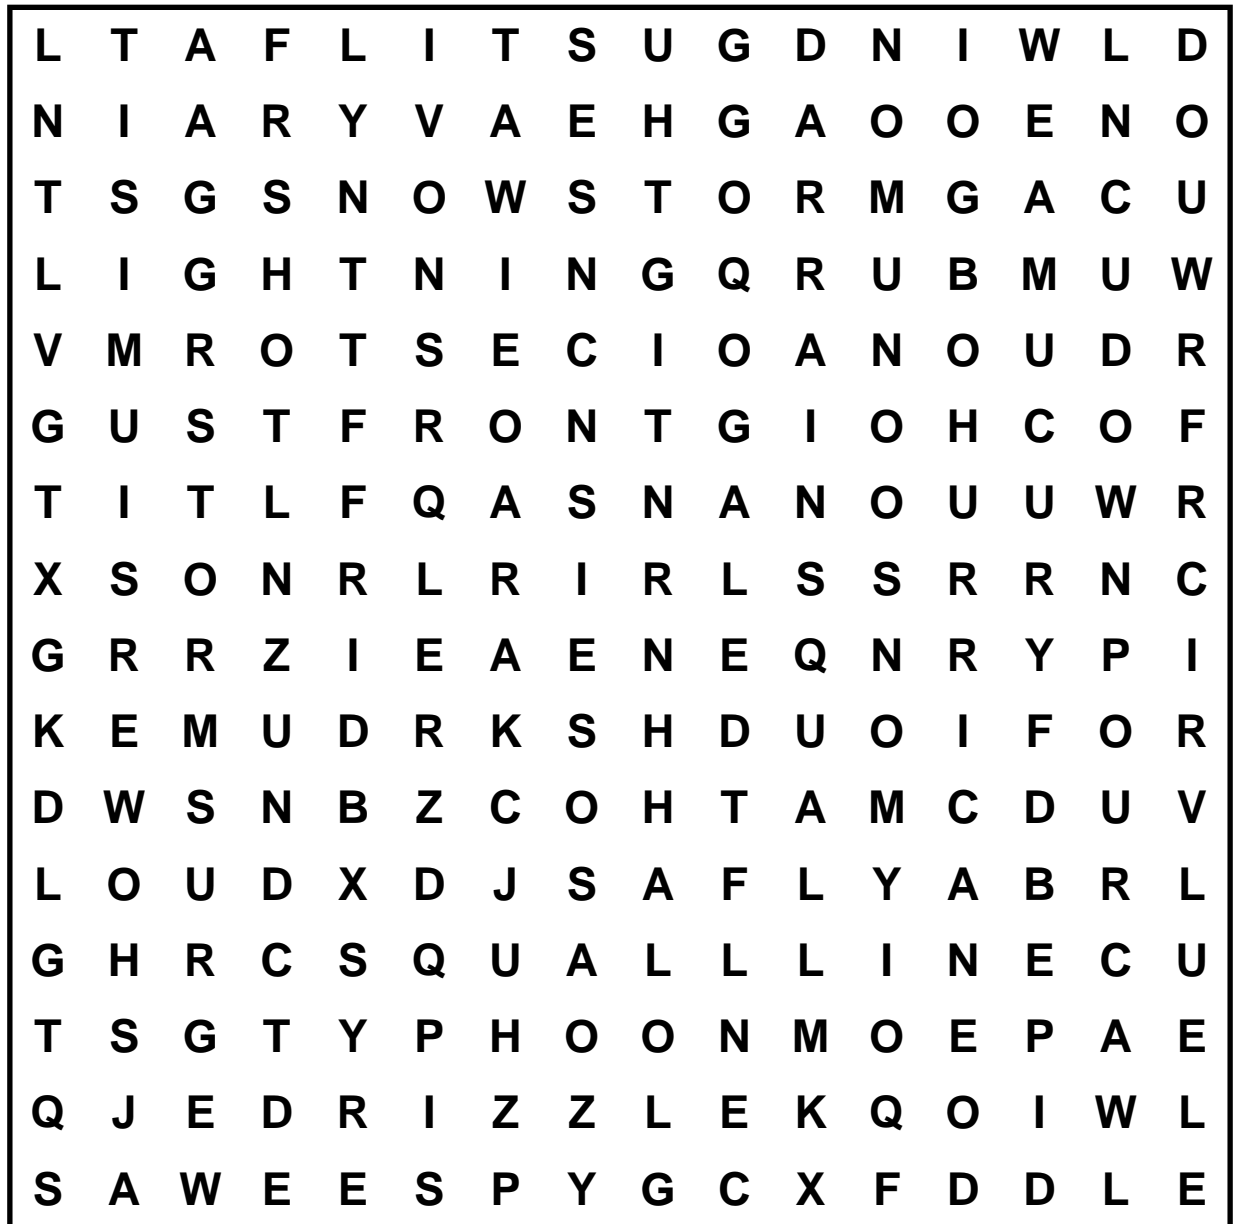 L T A F L I T S U G D N I W L D
N I A R Y V A E H G A O O E N O
T S G S N O W S T O R M G A C U
L I G H T N I N G Q R U B M U W
V M R O T S E C I O A N O U D R
G U S T F R O N T G I O H C O F
T I T L F Q A S N A N O U U W R
X S O N R L R I R L S S R R N C
G R R Z I E A E N E Q N R Y P I
K E M U D R K S H D U O I F O R
D W S N B Z C O H T A M C D U V
L O U D X D J S A F L Y A B R L
G H R C S Q U A L L L I N E C U
T S G T Y P H O O N M O E P A E
Q J E D R I Z Z L E K Q O I W L
S A W E E S P Y G C X F D D L E